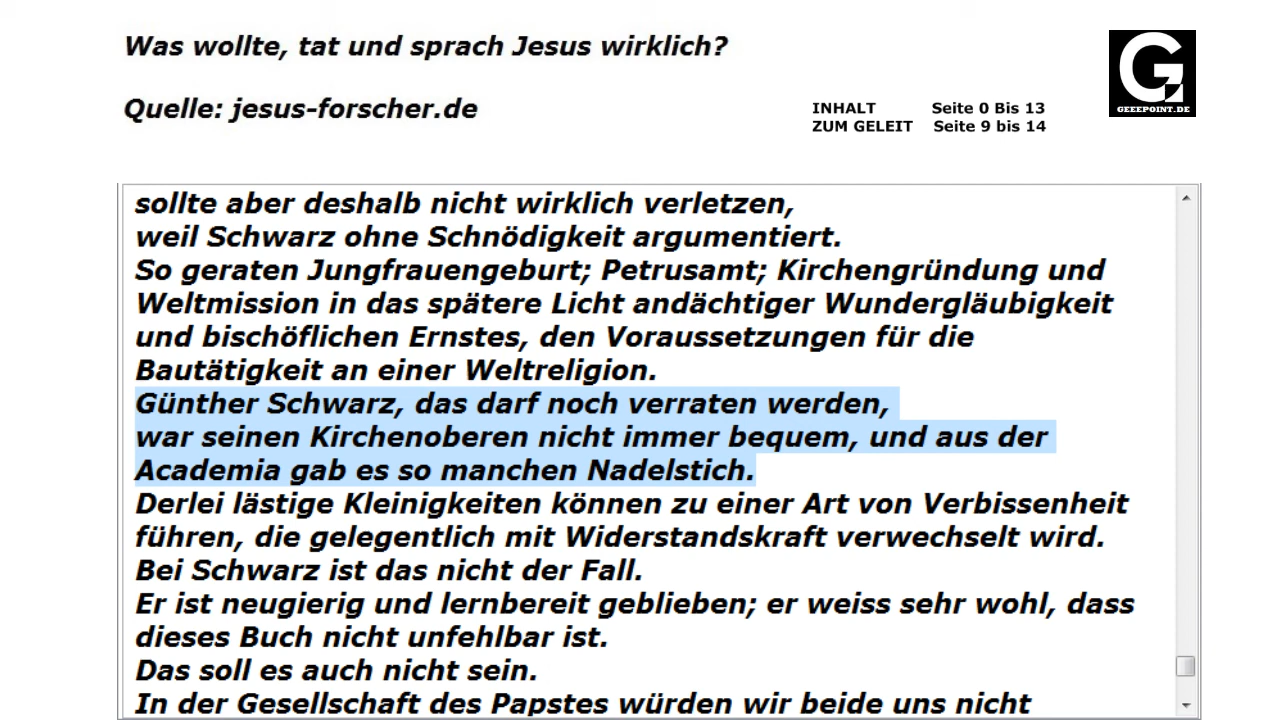 Was wollte, tat und sprach Jesus wirklich?
Quelle: jesus-forscher.de
INHALT Seite 0 Bis 13
ZUM GELEIT Seite 9 bis 14
G
GEEEPOINT.DE
sollte aber deshalb nicht wirklich verletzen,
weil Schwarz ohne Schnödigkeit argumentiert.
So geraten Jungfrauengeburt; Petrusamt; Kirchengründung und
Weltmission in das spätere Licht andächtiger Wundergläubigkeit
und bischöflichen Ernstes, den Voraussetzungen für die
Bautätigkeit an einer Weltreligion.
Günther Schwarz, das darf noch verraten werden,
war seinen Kirchenoberen nicht immer bequem, und aus der
Academia gab es so manchen Nadelstich.
Derlei lästige Kleinigkeiten können zu einer Art von Verbissenheit
führen, die gelegentlich mit Widerstandskraft verwechselt wird.
Bei Schwarz ist das nicht der Fall.
Er ist neugierig und lernbereit geblieben; er weiss sehr wohl, dass
dieses Buch nicht unfehlbar ist.
Das soll es auch nicht sein.
In der Gesellschaft des Papstes würden wir beide uns nicht